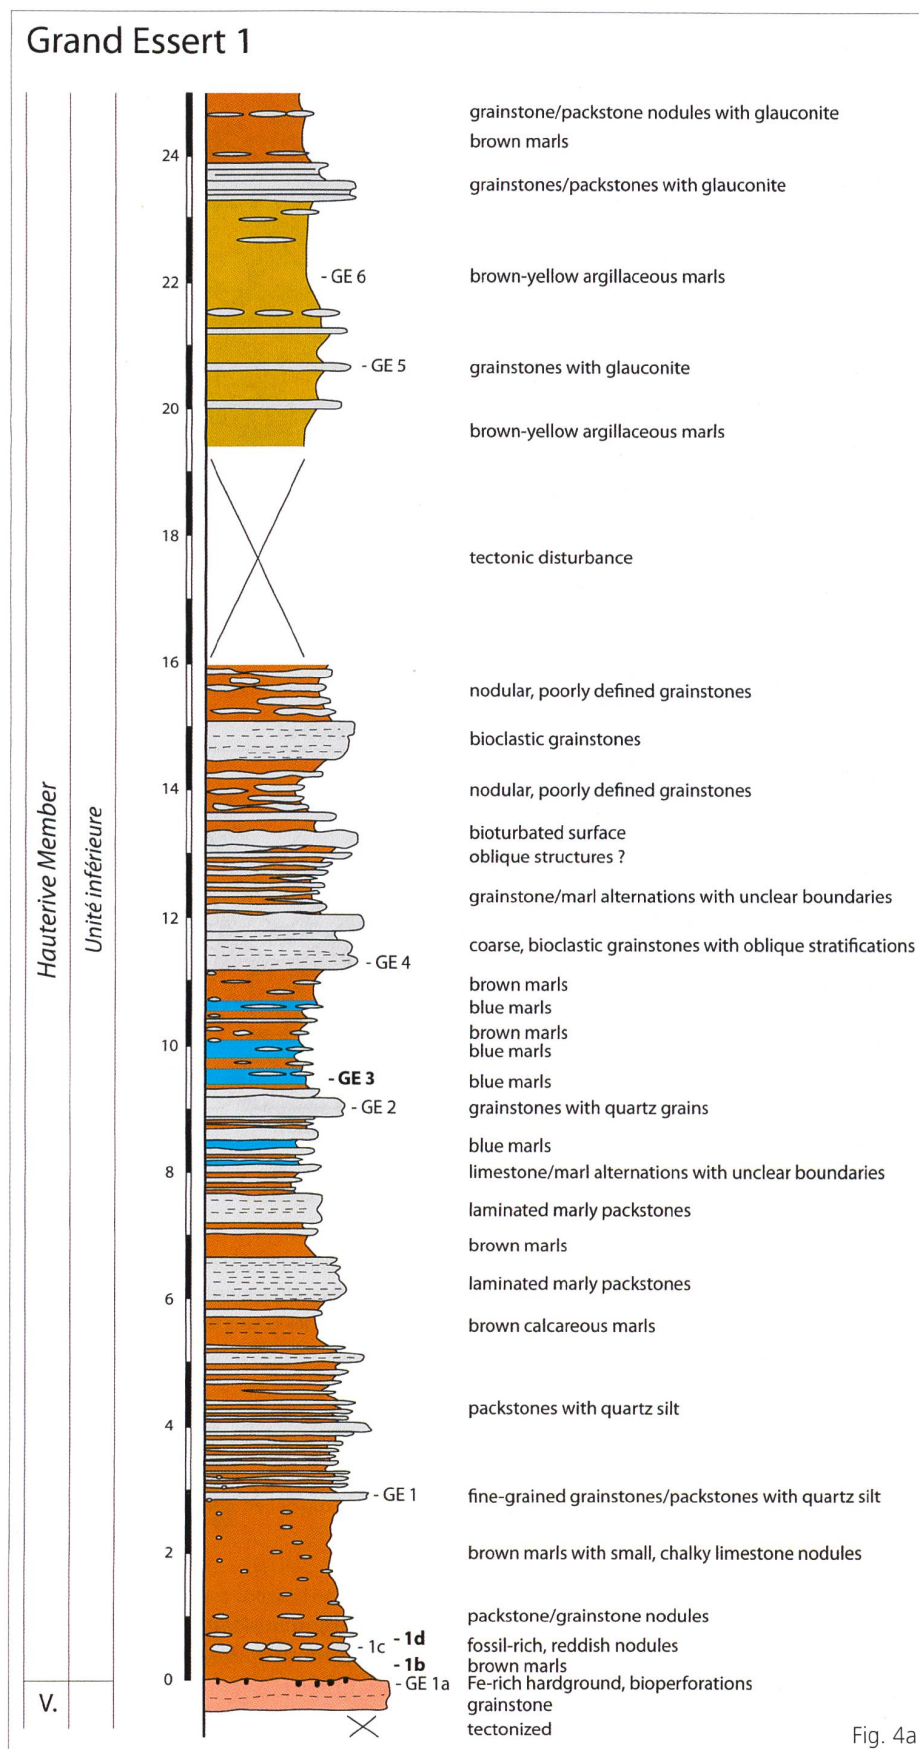 Grand Essert 1
grainstone/packstone nodules with glauconite
brown marls
24
grainstones/packstones with glauconite
22
- GE 6
brown-yellow argillaceous marls
- GE 5
grainstones with glauconite
20
brown-yellow argillaceous marls
18
tectonic disturbance
16
nodular, poorly defined grainstones
bioclastic grainstones
14
nodular, poorly defined grainstones
bioturbated surface
oblique structures ?
grainstone/marl alternations with unclear boundaries
12
coarse, bioclastic grainstones with oblique stratifications
- GE 4
brown marls
blue marls
brown marls
10
blue marls
- GE 3
blue marls
- GE 2
grainstones with quartz grains
blue marls
8
limestone/marl alternations with unclear boundaries
laminated marly packstones
brown marls
laminated marly packstones
6
brown calcareous marls
packstones with quartz silt
4
- GE 1
fine-grained grainstones/packstones with quartz silt
2
brown marls with small, chalky limestone nodules
packstone/grainstone nodules
- 1d
- 1c
fossil-rich, reddish nodules
- 1b
brown marls
0
- GE 1a
Fe-rich hardground, bioperforations
grainstone
tectonized
Hauterive Member
Unité inférieure
V.
Fig. 4a